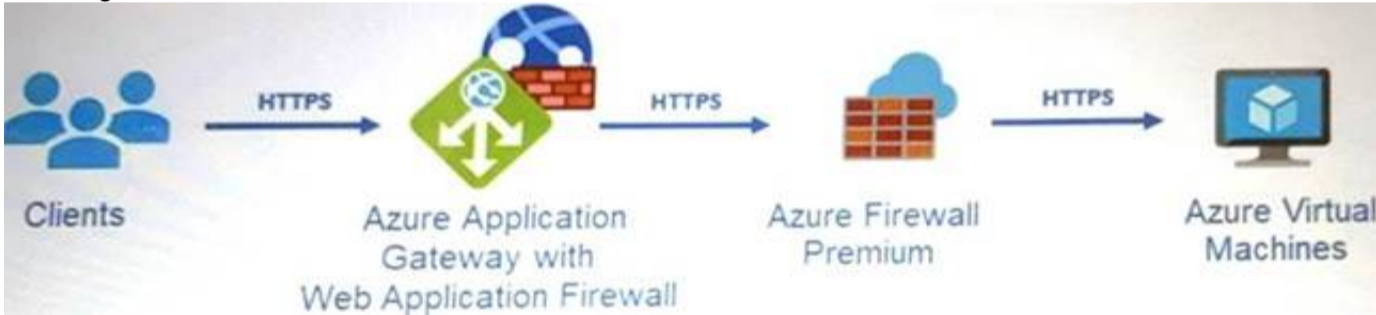 HTTPS
HTTPS
HTTPS
Clients
Azure Application
Gateway with
Web Application Firewall
Azure Firewall
Premium
Azure Virtual
Machines